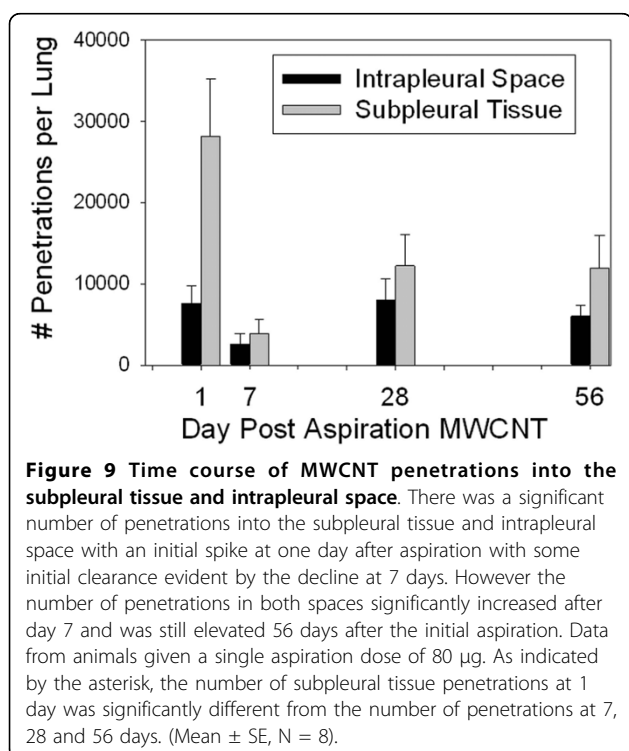 40000
30000
20000
10000
0
# Penetrations per Lung
Intrapleural Space
Subpleural Tissue
1 7 28 56
Day Post Aspiration MWCNT
Figure 9 Time course of MWCNT penetrations into the
subpleural tissue and intrapleural space. There was a significant
number of penetrations into the subpleural tissue and intrapleural
space with an initial spike at one day after aspiration with some
initial clearance evident by the decline at 7 days. However the
number of penetrations in both spaces significantly increased after
day 7 and was still elevated 56 days after the initial aspiration. Data
from animals given a single aspiration dose of 80 μg. As indicated
by the asterisk, the number of subpleural tissue penetrations at 1
day was significantly different from the number of penetrations at 7,
28 and 56 days. (Mean ± SE, N = 8).